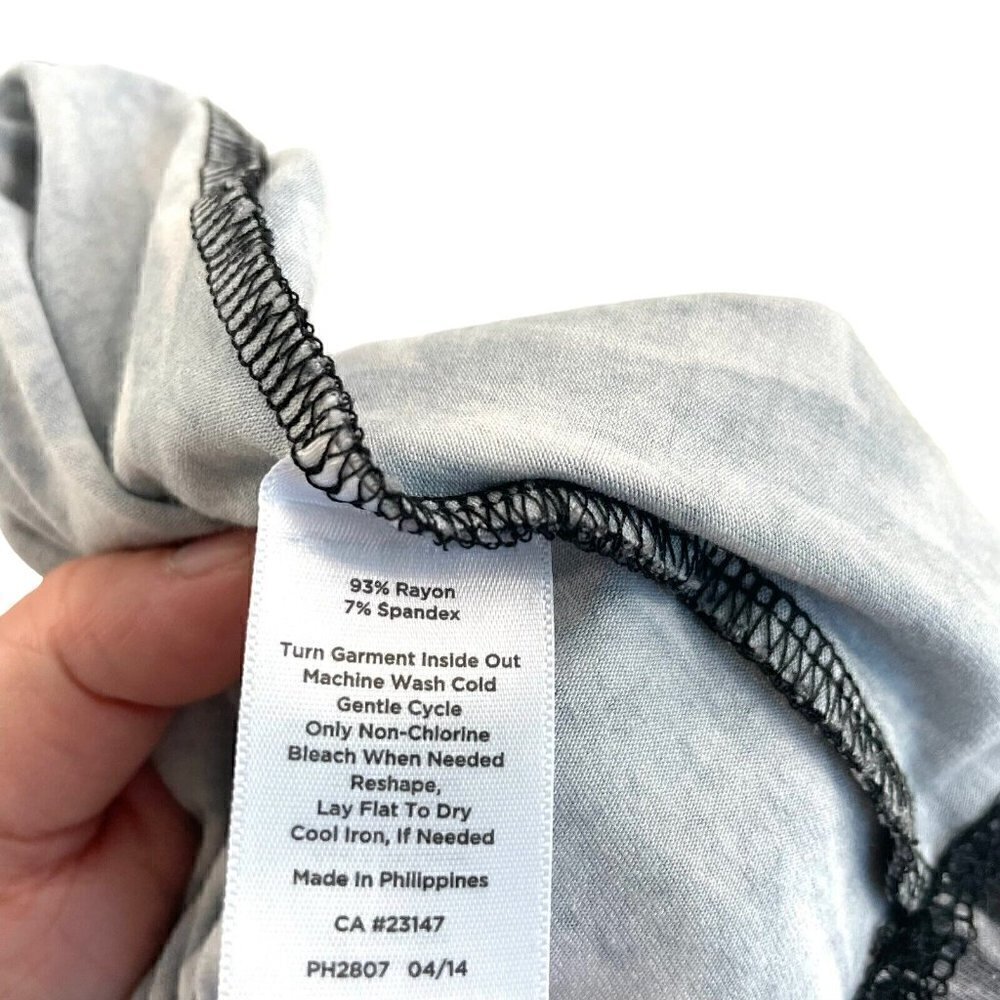 93% Rayon
7% Spandex
Turn Garment Inside Out
Machine Wash Cold
Gentle Cycle
Only Non-Chlorine
Bleach When Needed
Reshape,
Lay Flat To Dry
Cool Iron, If Needed
Made In Philippines
CA #23147
PH2807 04/14